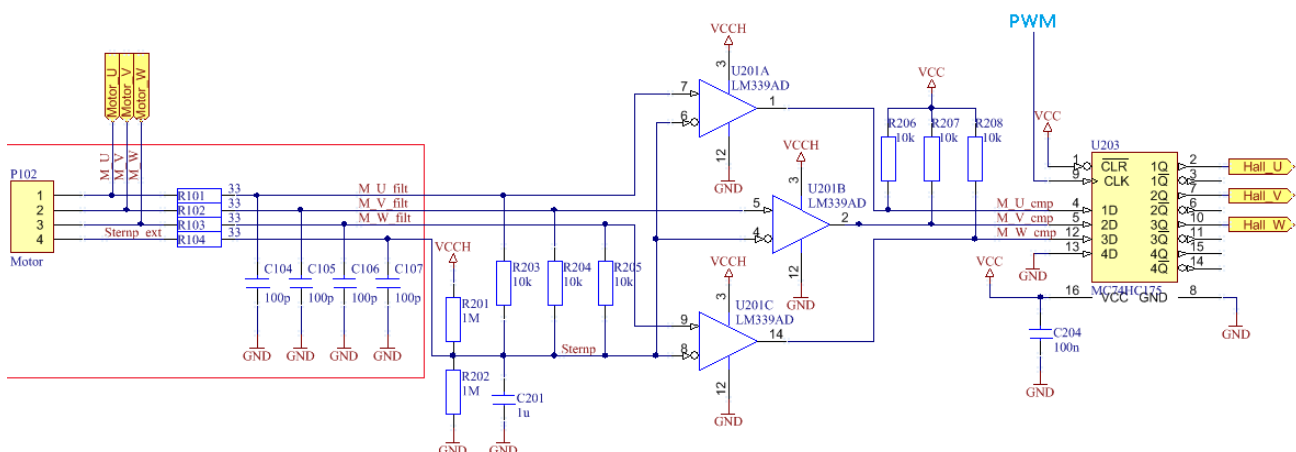 PWM
VCCH
3
U201A
LM339AD
7
6
1
12
GND
Motor_U
Motor_V
Motor_W
M_U
M_V
M_W
P102
1
2
3
4
Motor
Sternp_ext
R101
R102
R103
R104
33
33
33
33
M_U_filt
M_V_filt
M_W_filt
C104
100p
C105
100p
C106
100p
C107
100p
GND
GND
GND
GND
VCCH
R201
1M
R202
1M
GND
R203
10k
R204
10k
R205
10k
Sternp
C201
1u
GND
3
U201B
LM339AD
5
4
2
12
GND
VCCH
3
U201C
LM339AD
9
8
14
12
GND
VCC
R206
10k
R207
10k
R208
10k
M_U_cmp
M_V_cmp
M_W_cmp
VCC
U203
1
CLR
9
CLK
4
1D
5
2D
12
3D
13
4D
GND
1Q
2
1Q
3
2Q
7
2Q
6
3Q
10
3Q
11
4Q
15
4Q
14
Hall_U
Hall_V
Hall_W
MC74HC175
16
VCC
GND
8
GND
VCC
C204
100n
GND